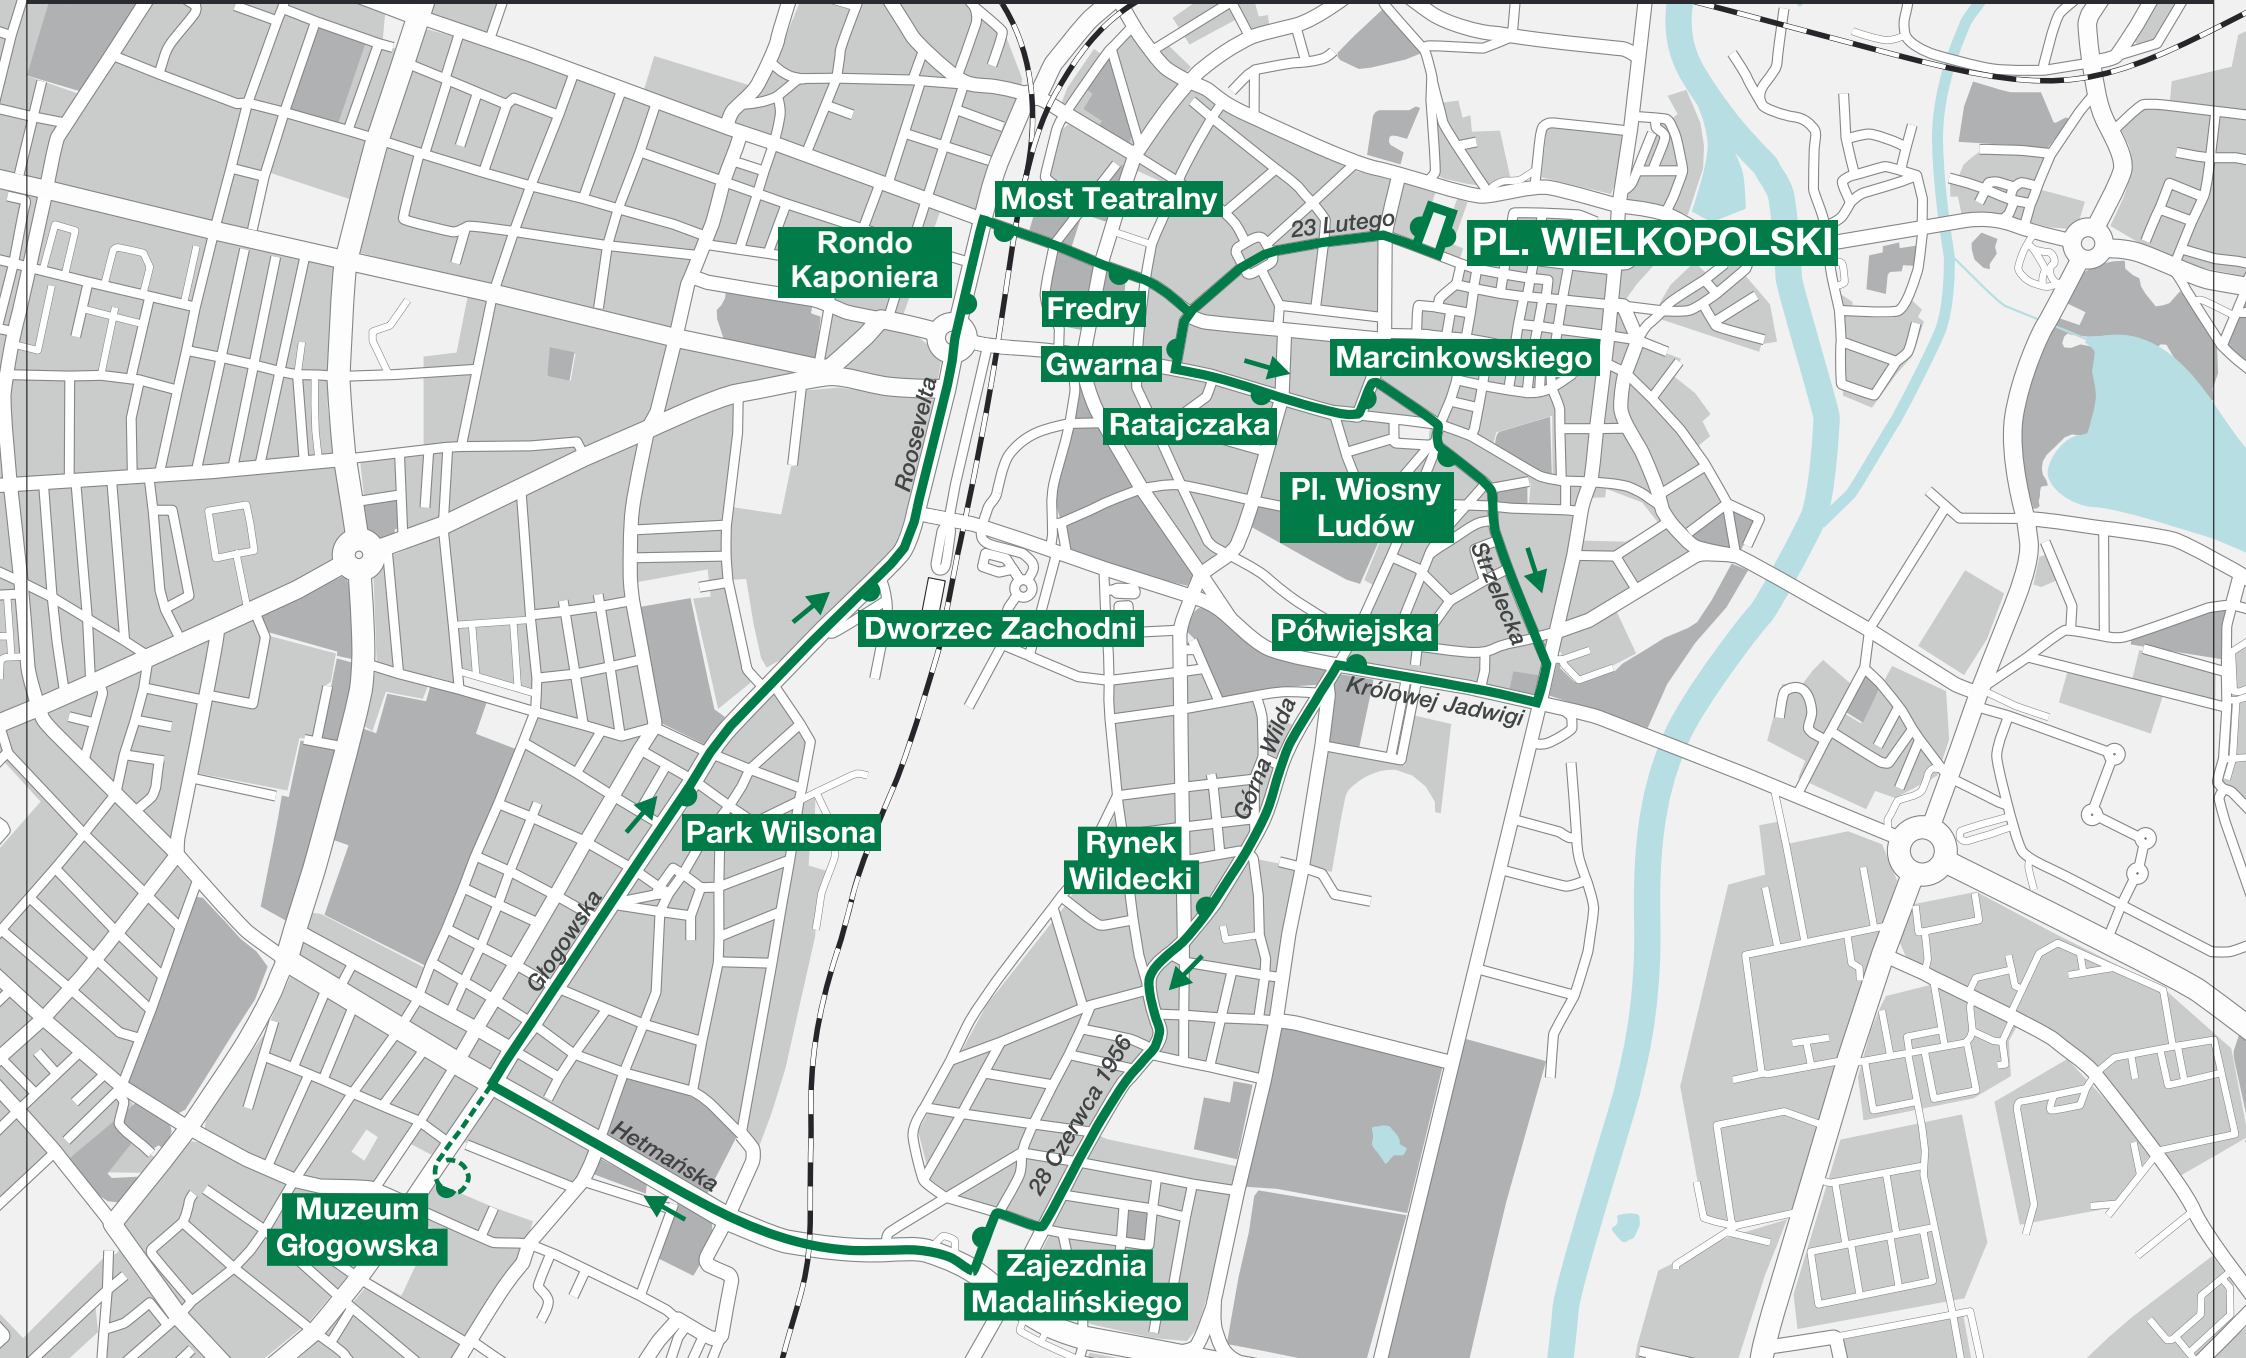 Most Teatralny
23 Lutego
PL. WIELKOPOLSKI
Rondo
Kaponiera
Fredry
Gwarna
Marcinkowskiego
Ratajczaka
Roosevelta
Pl. Wiosny
Ludów
Strzelecka
Dworzec Zachodni
Półwiejska
Królowej Jadwigi
Górna Wilda
Park Wilsona
Rynek
Wildecki
Głogowska
28 Czerwca 1956
Hetmańska
Muzeum
Głogowska
Zajezdnia
Madalińskiego